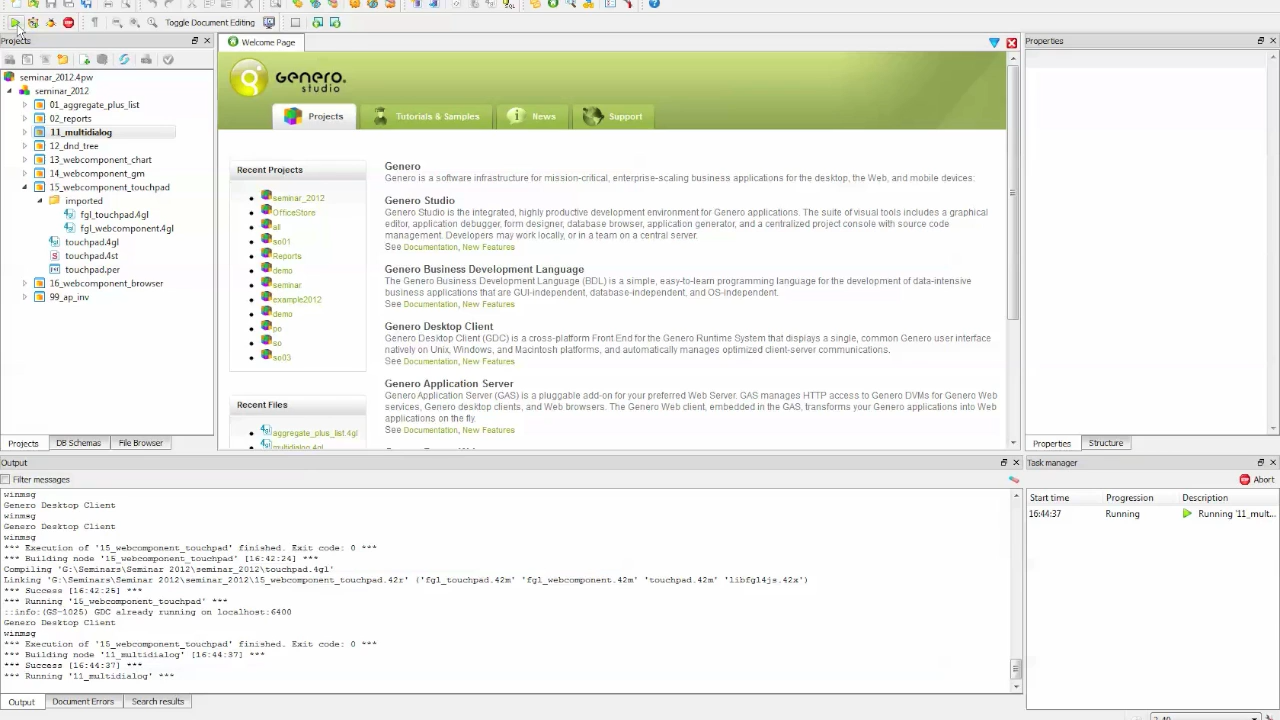 Toggle Document Editing
Projects
seminar_2012.4pw
seminar_2012
01_aggregate_plus_list
02_reports
11_multidialog
12_dnd_tree
13_webcomponent_chart
14_webcomponent_gm
15_webcomponent_touchpad
imported
fgl_touchpad.4gl
fgl_webcomponent.4gl
touchpad.4gl
touchpad.4st
touchpad.per
16_webcomponent_browser
99_ap_inv
Projects
DB Schemas
File Browser
Welcome Page
Genero.
studio
Projects
Tutorials & Samples
News
Support
Recent Projects
seminar_2012
OfficeStore
all
so01
Reports
demo
seminar
example2012
demo
po
so
so03
Recent Files
aggregate_plus_list.4gl
multidialog.4gl
Genero
Genero is a software infrastructure for mission-critical, enterprise-scaling business applications for the desktop, the Web, and mobile devices:
Genero Studio
Genero Studio is the integrated, highly productive development environment for Genero applications. The suite of visual tools includes a graphical
editor, application debugger, form designer, database browser, application generator, and a centralized project console with source code
management. Developers may work locally, or in a team on a central server.
See Documentation, New Features
Genero Business Development Language
The Genero Business Development Language (BDL) is a simple, easy-to-learn programming language for the development of data-intensive
business applications that are GUI-independent, database-independent, and OS-independent.
See Documentation, New Features
Genero Desktop Client
Genero Desktop Client (GDC) is a cross-platform Front End for the Genero Runtime System that displays a single, common Genero user interface
natively on Unix, Windows, and Macintosh platforms, and automatically manages optimized client-server communications.
See Documentation, New Features
Genero Application Server
Genero Application Server (GAS) is a pluggable add-on for your preferred Web Server. GAS manages HTTP access to Genero DVMs for Genero Web
services, Genero desktop clients, and Web browsers. The Genero Web client, embedded in the GAS, transforms your Genero applications into Web
applications on the fly.
See Documentation, New Features
Properties
Properties
Structure
Output
Filter messages
winmsg
Genero Desktop Client
winmsg
Genero Desktop Client
winmsg
*** Execution of '15_webcomponent_touchpad' finished. Exit code: 0 ***
*** Building node '15_webcomponent_touchpad' [16:42:24] ***
Compiling 'G:\Seminars\Seminar 2012\seminar_2012\touchpad.4gl'
Linking 'G:\Seminars\Seminar 2012\seminar_2012\15_webcomponent_touchpad.42r' ('fgl_touchpad.42m' 'fgl_webcomponent.42m' 'touchpad.42m' 'libfgl4js.42x')
*** Success [16:42:25] ***
*** Running '15_webcomponent_touchpad' ***
::info:(GS-1025) GDC already running on localhost:6400
Genero Desktop Client
winmsg
*** Execution of '15_webcomponent_touchpad' finished. Exit code: 0 ***
*** Building node '11_multidialog' [16:44:37] ***
*** Success [16:44:37] ***
*** Running '11_multidialog' ***
Output
Document Errors
Search results
Task manager
Abort
Start time
Progression
Description
16:44:37
Running
Running '11_mult...